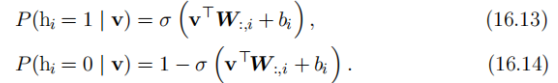 P(hᵢ = 1 | v) = σ (v⊤W:,ᵢ + bᵢ), (16.13)
P(hᵢ = 0 | v) = 1 − σ (v⊤W:,ᵢ + bᵢ). (16.14)